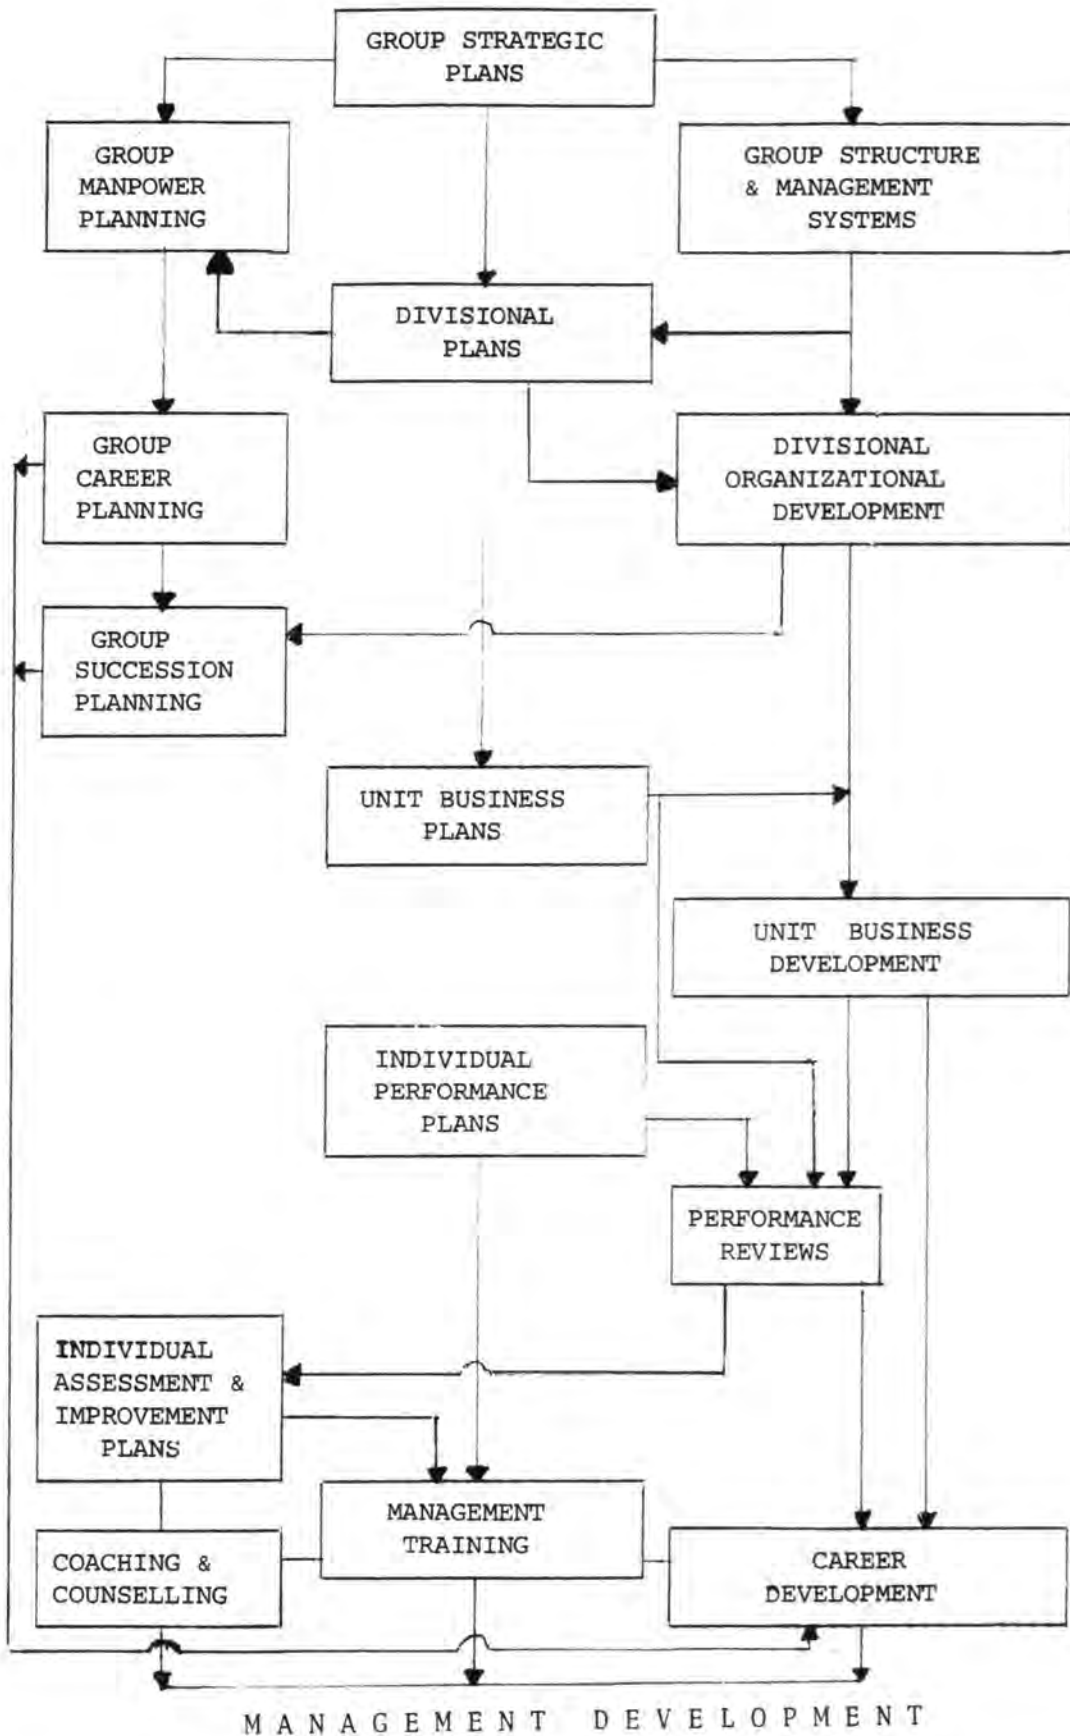 GROUP STRATEGIC
PLANS
GROUP
MANPOWER
PLANNING
GROUP STRUCTURE
& MANAGEMENT
SYSTEMS
DIVISIONAL
PLANS
GROUP
CAREER
PLANNING
DIVISIONAL
ORGANIZATIONAL
DEVELOPMENT
GROUP
SUCCESSION
PLANNING
UNIT BUSINESS
PLANS
UNIT BUSINESS
DEVELOPMENT
INDIVIDUAL
PERFORMANCE
PLANS
PERFORMANCE
REVIEWS
INDIVIDUAL
ASSESSMENT &
IMPROVEMENT
PLANS
MANAGEMENT
TRAINING
COACHING &
COUNSELLING
CAREER
DEVELOPMENT
MANAGEMENT DEVELOPMENT